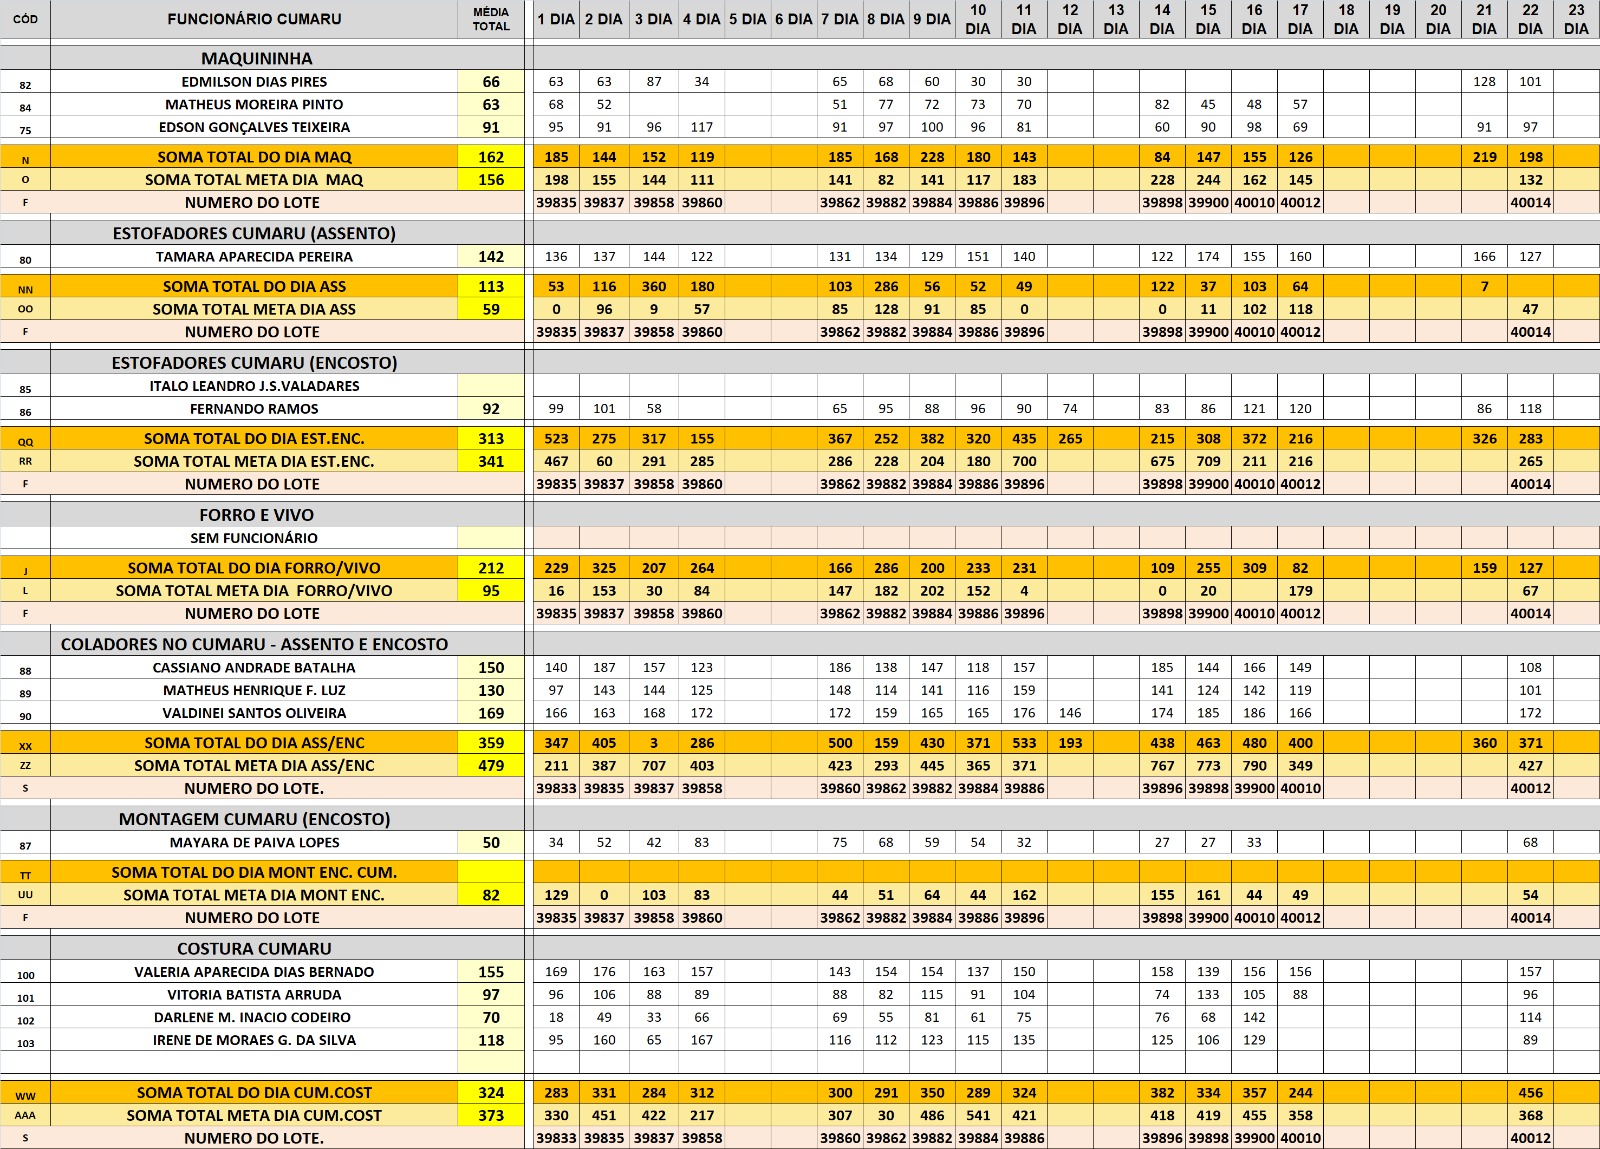 CÓD FUNCIONÁRIO CUMARU MÉDIA TOTAL 1 DIA 2 DIA 3 DIA 4 DIA 5 DIA 6 DIA 7 DIA 8 DIA 9 DIA 10 DIA 11 DIA 12 DIA 13 DIA 14 DIA 15 DIA 16 DIA 17 DIA 18 DIA 19 DIA 20 DIA 21 DIA 22 DIA 23 DIA
MAQUININHA
82 EDMILSON DIAS PIRES 66 63 63 87 34 65 68 60 30 30 128 101
84 MATHEUS MOREIRA PINTO 63 68 52 51 77 72 73 70 82 45 48 57
75 EDSON GONÇALVES TEIXEIRA 91 95 91 96 117 91 97 100 96 81 60 90 98 69 91 97
N SOMA TOTAL DO DIA MAQ 162 185 144 152 119 185 168 228 180 143 84 147 155 126 219 198
O SOMA TOTAL META DIA MAQ 156 198 155 144 111 141 82 141 117 183 228 244 162 145 132
F NUMERO DO LOTE 39835 39837 39858 39860 39862 39882 39884 39886 39896 39898 39900 40010 40012 40014
ESTOFADORES CUMARU (ASSENTO)
80 TAMARA APARECIDA PEREIRA 142 136 137 144 122 131 134 129 151 140 122 174 155 160 166 127
NN SOMA TOTAL DO DIA ASS 113 53 116 360 180 103 286 56 52 49 122 37 103 64 7
OO SOMA TOTAL META DIA ASS 59 0 96 9 57 85 128 91 85 0 0 11 102 118 47
F NUMERO DO LOTE 39835 39837 39858 39860 39862 39882 39884 39886 39896 39898 39900 40010 40012 40014
ESTOFADORES CUMARU (ENCOSTO)
85 ITALO LEANDRO J.S.VALADARES
86 FERNANDO RAMOS 92 99 101 58 65 95 88 96 90 74 83 86 121 120 86 118
QQ SOMA TOTAL DO DIA EST.ENC. 313 523 275 317 155 367 252 382 320 435 265 215 308 372 216 326 283
RR SOMA TOTAL META DIA EST.ENC. 341 467 60 291 285 286 228 204 180 700 675 709 211 216 265
F NUMERO DO LOTE 39835 39837 39858 39860 39862 39882 39884 39886 39896 39898 39900 40010 40012 40014
FORRO E VIVO
SEM FUNCIONÁRIO
J SOMA TOTAL DO DIA FORRO/VIVO 212 229 325 207 264 166 286 200 233 231 109 255 309 82 159 127
L SOMA TOTAL META DIA FORRO/VIVO 95 16 153 30 84 147 182 202 152 4 0 20 179 67
F NUMERO DO LOTE 39835 39837 39858 39860 39862 39882 39884 39886 39896 39898 39900 40010 40012 40014
COLADORES NO CUMARU - ASSENTO E ENCOSTO
88 CASSIANO ANDRADE BATALHA 150 140 187 157 123 186 138 147 118 157 185 144 166 149 108
89 MATHEUS HENRIQUE F. LUZ 130 97 143 144 125 148 114 141 116 159 141 124 142 119 101
90 VALDINEI SANTOS OLIVEIRA 169 166 163 168 172 172 159 165 165 176 146 174 185 186 166 172
XX SOMA TOTAL DO DIA ASS/ENC 359 347 405 3 286 500 159 430 371 533 193 438 463 480 400 360 371
ZZ SOMA TOTAL META DIA ASS/ENC 479 211 387 707 403 423 293 445 365 371 767 773 790 349 427
S NUMERO DO LOTE. 39833 39835 39837 39858 39860 39862 39882 39884 39886 39896 39898 39900 40010 40012
MONTAGEM CUMARU (ENCOSTO)
87 MAYARA DE PAIVA LOPES 50 34 52 42 83 75 68 59 54 32 27 27 33 68
TT SOMA TOTAL DO DIA MONT ENC. CUM.
UU SOMA TOTAL META DIA MONT ENC. 82 129 0 103 83 44 51 64 44 162 155 161 44 49 54
F NUMERO DO LOTE 39835 39837 39858 39860 39862 39882 39884 39886 39896 39898 39900 40010 40012 40014
COSTURA CUMARU
100 VALERIA APARECIDA DIAS BERNADO 155 169 176 163 157 143 154 154 137 150 158 139 156 156 157
101 VITORIA BATISTA ARRUDA 97 96 106 88 89 88 82 115 91 104 74 133 105 88 96
102 DARLENE M. INACIO CODEIRO 70 18 49 33 66 69 55 81 61 75 76 68 142 114
103 IRENE DE MORAES G. DA SILVA 118 95 160 65 167 116 112 123 115 135 125 106 129 89
WW SOMA TOTAL DO DIA CUM.COST 324 283 331 284 312 300 291 350 289 324 382 334 357 244 456
AAA SOMA TOTAL META DIA CUM.COST 373 330 451 422 217 307 30 486 541 421 418 419 455 358 368
S NUMERO DO LOTE. 39833 39835 39837 39858 39860 39862 39882 39884 39886 39896 39898 39900 40010 40012